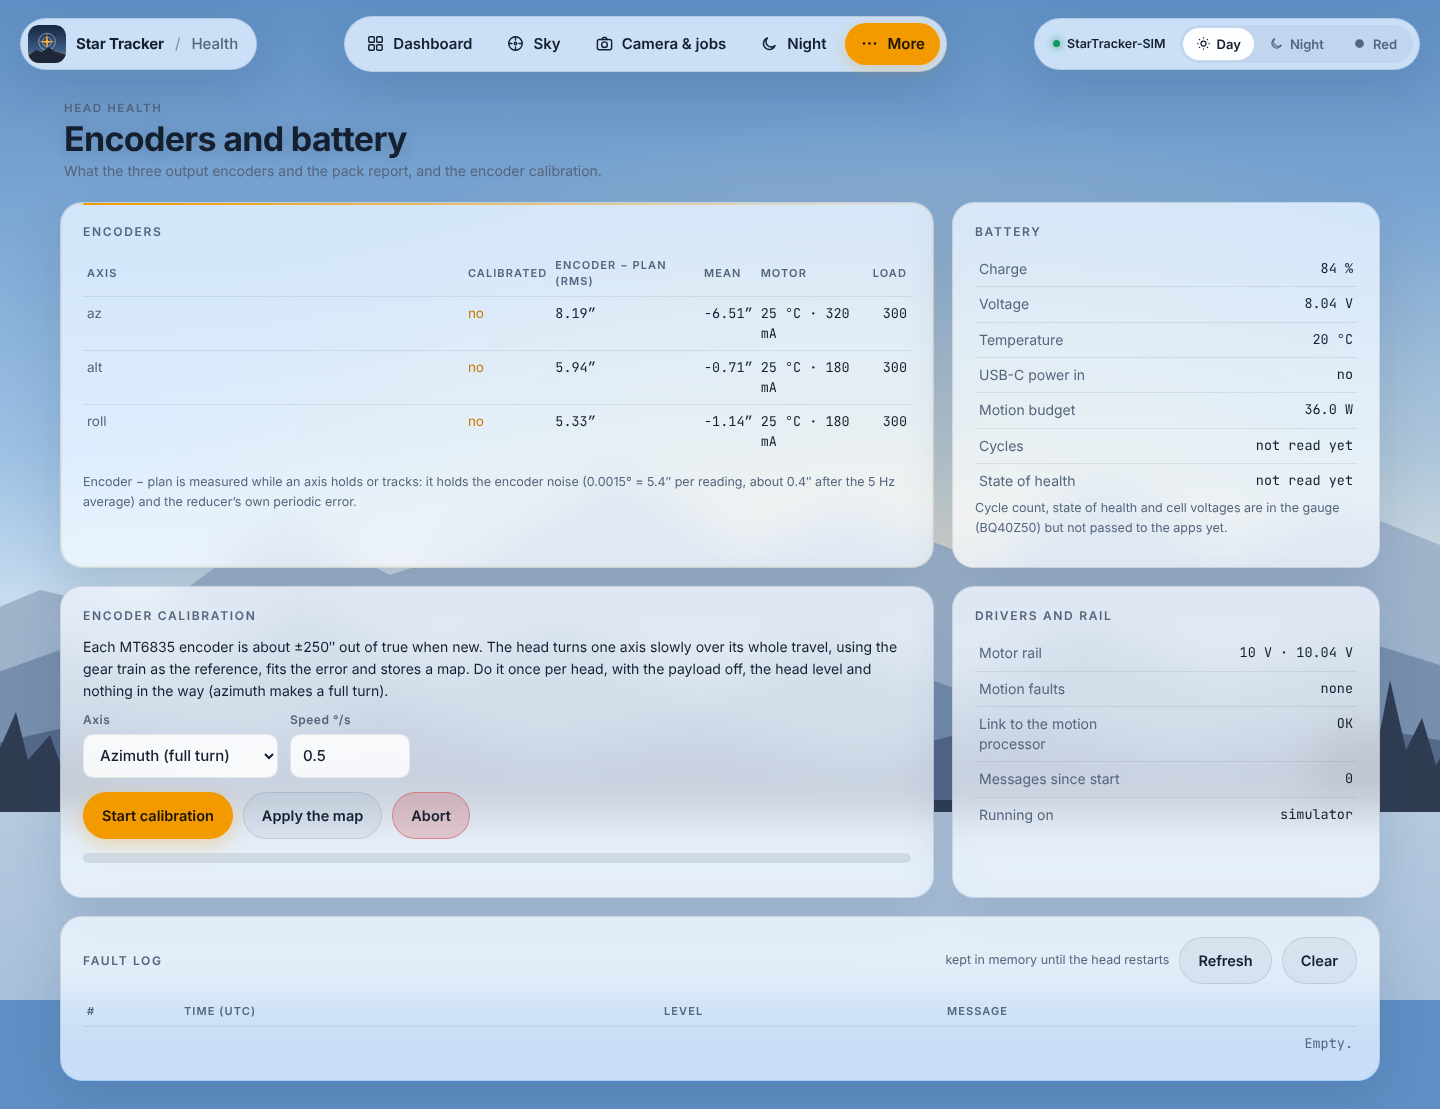 Star Tracker / Health
Dashboard
Sky
Camera & jobs
Night
More
StarTracker-SIM
Day
Night
Red
HEAD HEALTH
Encoders and battery
What the three output encoders and the pack report, and the encoder calibration.
ENCODERS
AXIS CALIBRATED ENCODER – PLAN (RMS) MEAN MOTOR LOAD
az no 8.19″ -6.51″ 25 °C · 320 mA 300
alt no 5.94″ -0.71″ 25 °C · 180 mA 300
roll no 5.33″ -1.14″ 25 °C · 180 mA 300
Encoder – plan is measured while an axis holds or tracks: it holds the encoder noise (0.0015° = 5.4″ per reading, about 0.4″ after the 5 Hz
average) and the reducer’s own periodic error.
BATTERY
Charge 84 %
Voltage 8.04 V
Temperature 20 °C
USB-C power in no
Motion budget 36.0 W
Cycles not read yet
State of health not read yet
Cycle count, state of health and cell voltages are in the gauge
(BQ40Z50) but not passed to the apps yet.
ENCODER CALIBRATION
Each MT6835 encoder is about ±250″ out of true when new. The head turns one axis slowly over its whole travel, using the
gear train as the reference, fits the error and stores a map. Do it once per head, with the payload off, the head level and
nothing in the way (azimuth makes a full turn).
Axis Speed °/s
Azimuth (full turn) 0.5
Start calibration Apply the map Abort
DRIVERS AND RAIL
Motor rail 10 V · 10.04 V
Motion faults none
Link to the motion processor OK
Messages since start 0
Running on simulator
FAULT LOG
kept in memory until the head restarts Refresh Clear
# TIME (UTC) LEVEL MESSAGE
Empty.